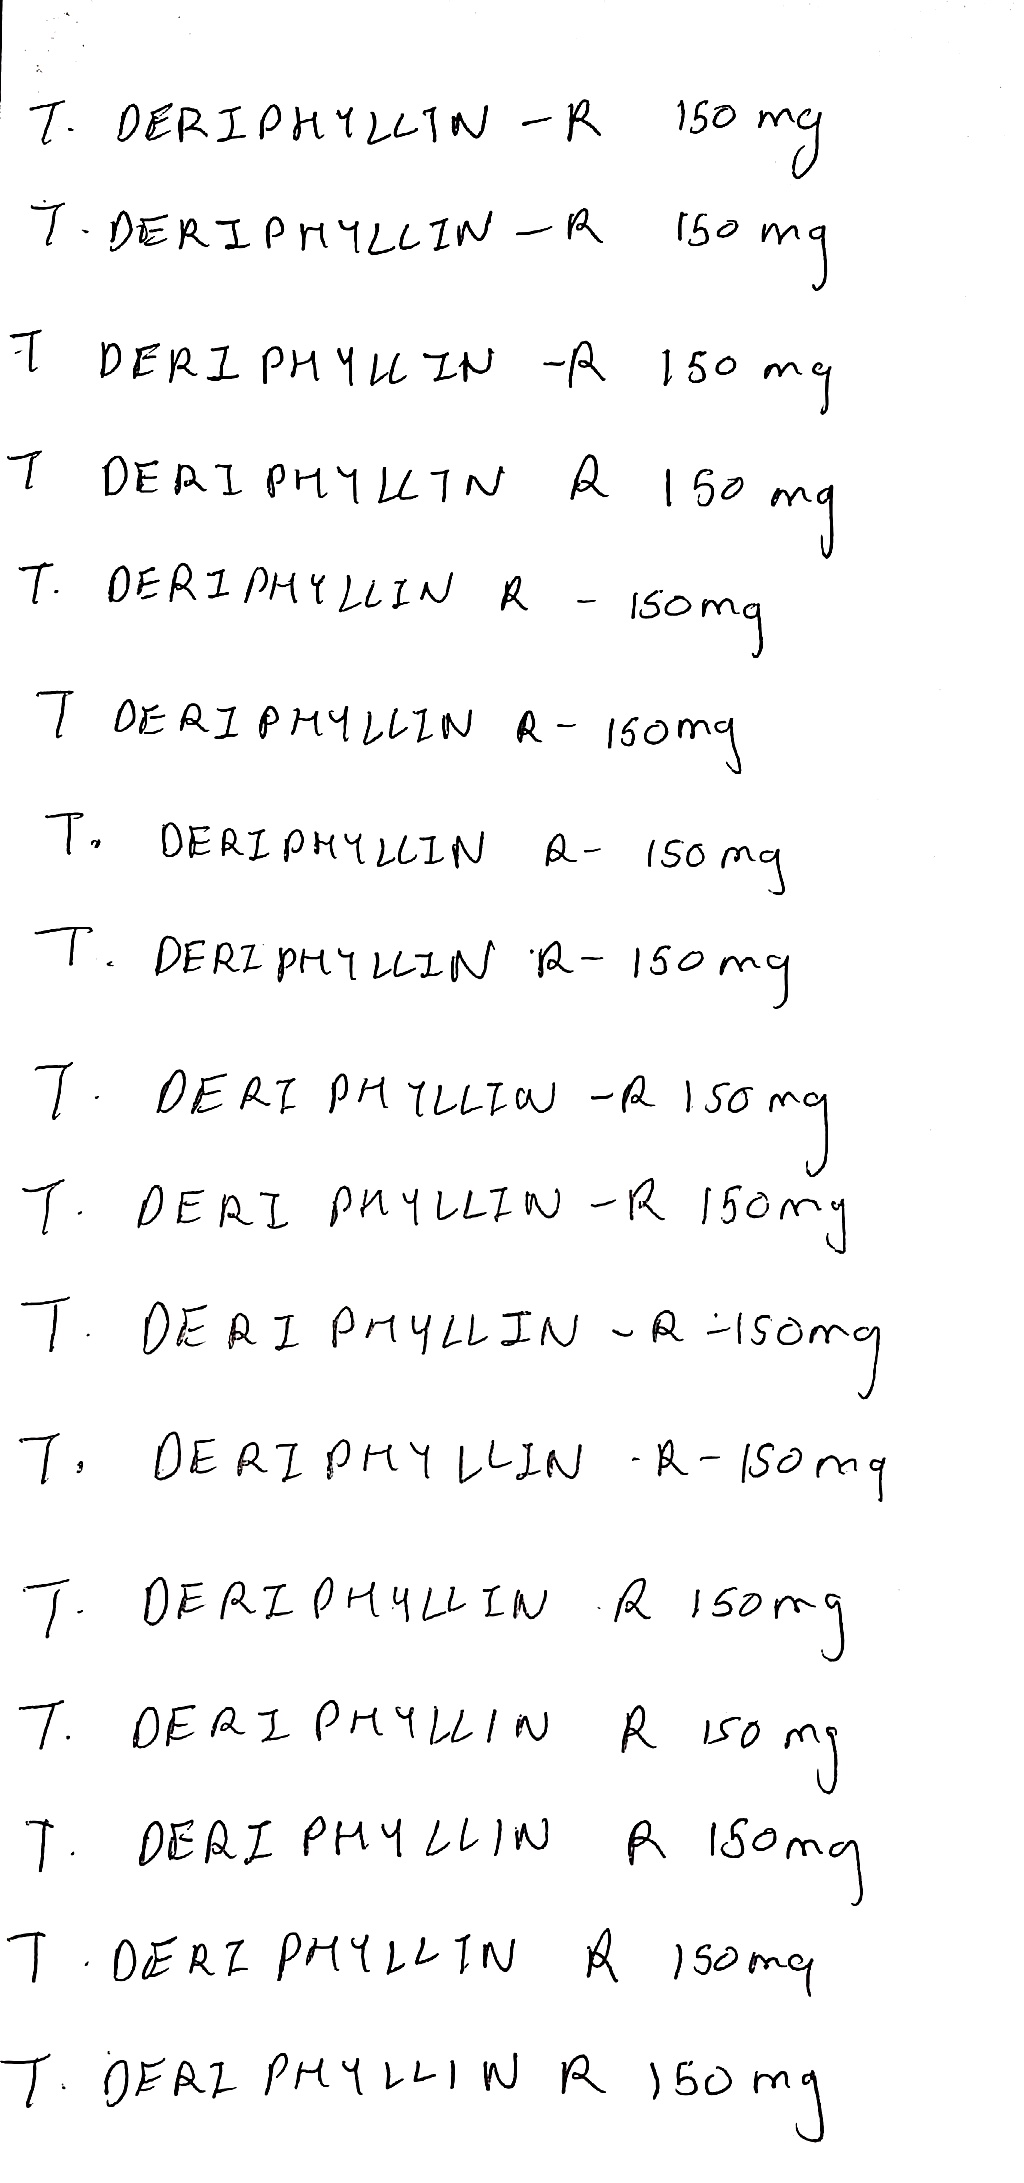 T. DERIPHYLLIN -R 150 mg
T. DERIPHYLLIN -R 150 mg
T DERIPHYLLIN -R 150 mg
T DERIPHYLLIN R 150 mg
T. DERIPHYLLIN R - 150mg
T DERIPHYLLIN R- 150mg
T. DERIPHYLLIN R- 150 mg
T. DERIPHYLLIN R- 150 mg
T. DERIPHYLLIN -R 150 mg
T. DERIPHYLLIN -R 150mg
T. DERIPHYLLIN - R -150mg
T. DERIPHYLLIN - R- 150 mg
T. DERIPHYLLIN R 150mg
T. DERIPHYLLIN R 150 mg
T. DERIPHYLLIN R 150mg
T. DERIPHYLLIN R 150mg
T. DERIPHYLLIN R 150 mg